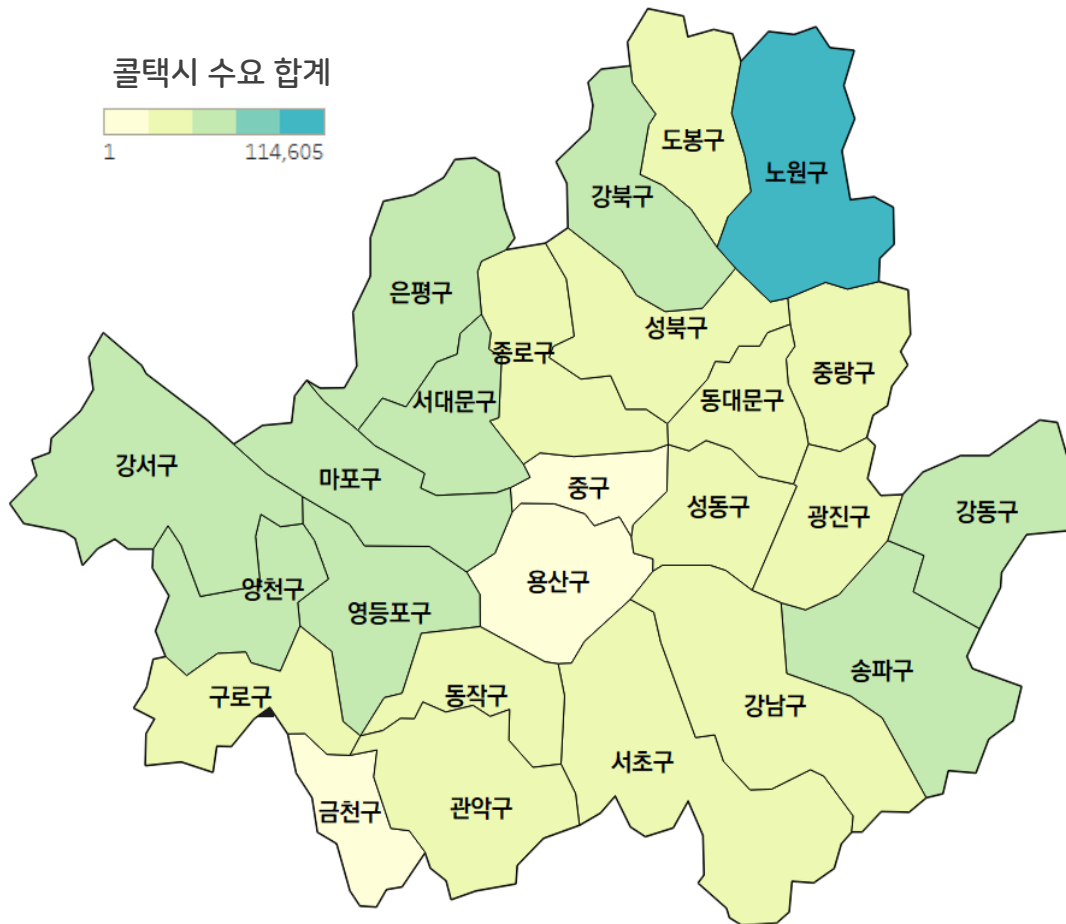 콜택시 수요 합계
1
114,605
도봉구
노원구
강북구
은평구
성북구
종로구
중랑구
서대문구
동대문구
강서구
마포구
중구
성동구
광진구
강동구
양천구
용산구
영등포구
송파구
구로구
동작구
강남구
서초구
금천구
관악구